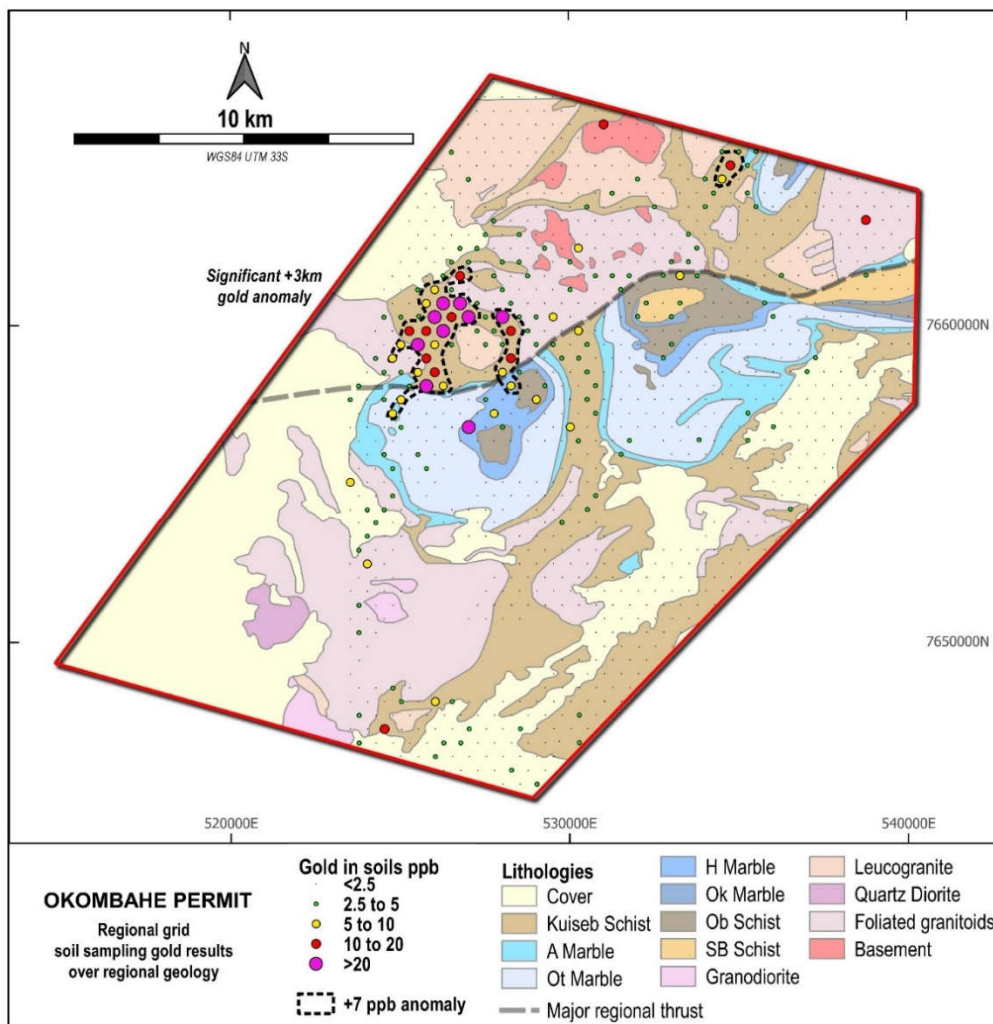 N
10 km
WGS84 UTM 33S
Significant +3km
gold anomaly
7660000N
7650000N
520000E
530000E
540000E
OKOMBAHE PERMIT
Regional grid
soil sampling gold results
over regional geology
Gold in soils ppb
<2.5
2.5 to 5
5 to 10
10 to 20
>20
+7 ppb anomaly
Lithologies
Cover
Kuiseb Schist
A Marble
Ot Marble
H Marble
Ok Marble
Ob Schist
SB Schist
Granodiorite
Leucogranite
Quartz Diorite
Foliated granitoids
Basement
Major regional thrust